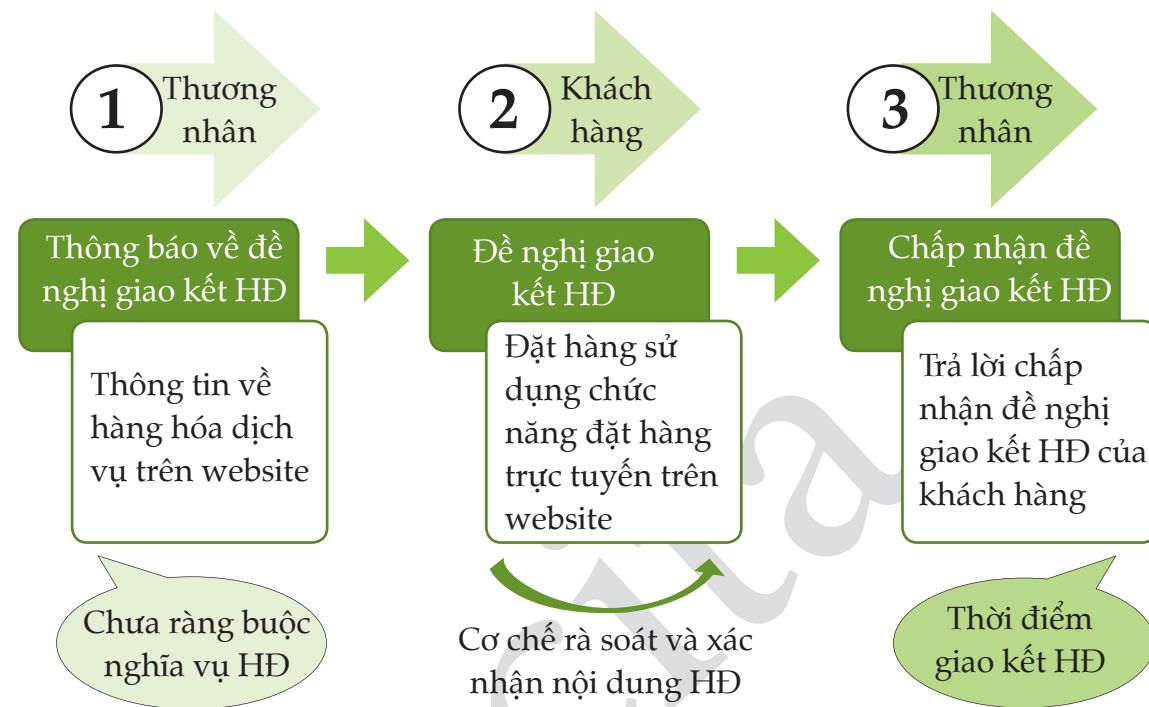 1
Thương
nhân
2
Khách
hàng
3
Thương
nhân
Thông báo về đề
nghị giao kết HĐ
Đề nghị giao
kết HĐ
Chấp nhận đề
nghị giao kết HĐ
Thông tin về
hàng hóa dịch
vụ trên website
Đặt hàng sử
dụng chức
năng đặt hàng
trực tuyến trên
website
Trả lời chấp
nhận đề nghị
giao kết HĐ của
khách hàng
Chưa ràng buộc
nghĩa vụ HĐ
Cơ chế rà soát và xác
nhận nội dung HĐ
Thời điểm
giao kết HĐ